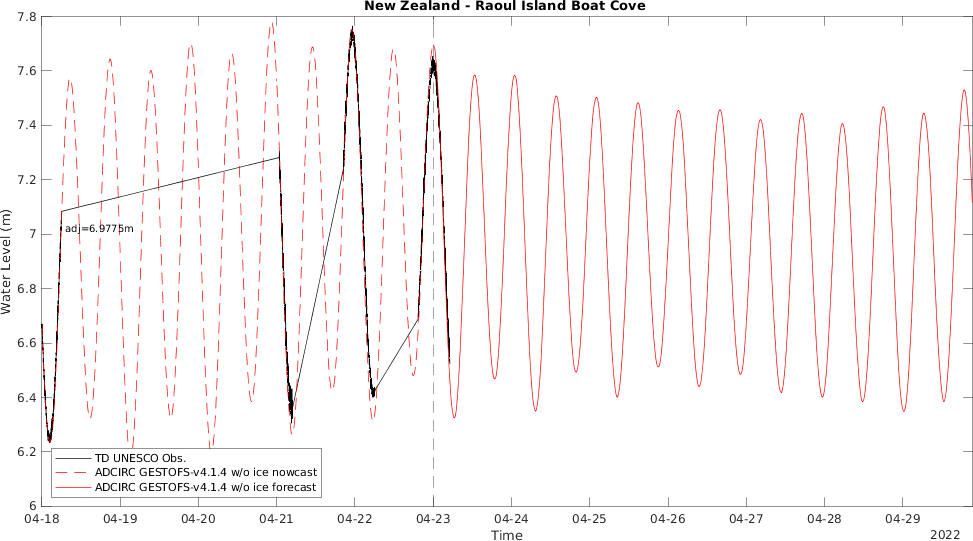 New Zealand - Raoul Island Boat Cove
7.8
7.6
7.4
7.2
7
6.8
6.6
6.4
6.2
6
Water Level (m)
adj=6.9775m
TD UNESCO Obs.
ADCIRC GESTOFS-v4.1.4 w/o ice nowcast
ADCIRC GESTOFS-v4.1.4 w/o ice forecast
04-18 04-19 04-20 04-21 04-22 04-23 04-24 04-25 04-26 04-27 04-28 04-29
Time
2022